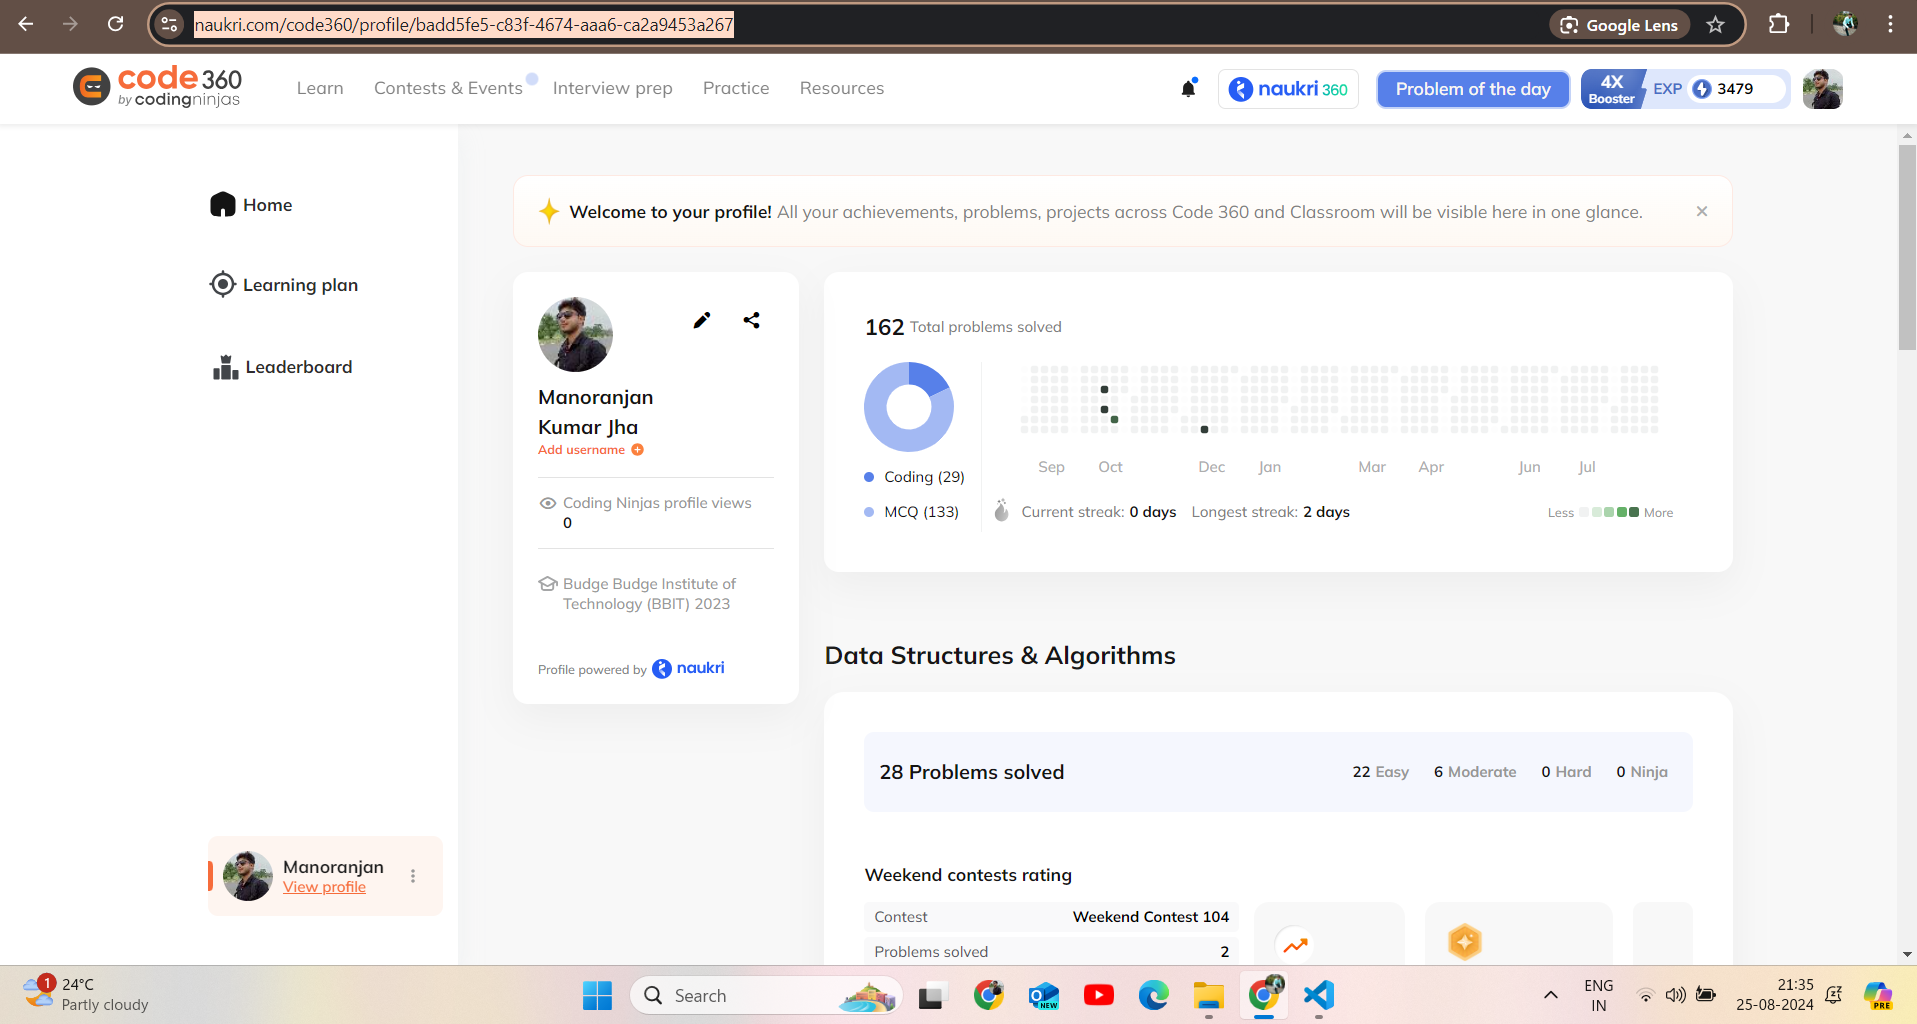 naukri.com/code360/profile/badd5fe5-c83f-4674-aaa6-ca2a9453a267
Google Lens
code 360
by codingninjas
Learn
Contests & Events
Interview prep
Practice
Resources
naukri 360
Problem of the day
4X
Booster
EXP
3479
Home
Learning plan
Leaderboard
Welcome to your profile! All your achievements, problems, projects across Code 360 and Classroom will be visible here in one glance.
Manoranjan
Kumar Jha
Add username
Coding Ninjas profile views
0
Budge Budge Institute of
Technology (BBIT) 2023
Profile powered by naukri
162 Total problems solved
Coding (29)
MCQ (133)
Sep Oct Dec Jan Mar Apr Jun Jul
Current streak: 0 days Longest streak: 2 days
Less More
Data Structures & Algorithms
28 Problems solved
22 Easy 6 Moderate 0 Hard 0 Ninja
Weekend contests rating
Contest Weekend Contest 104
Problems solved 2
Manoranjan
View profile
1
24°C
Partly cloudy
Search
NEW
ENG
IN
21:35
25-08-2024
PRE